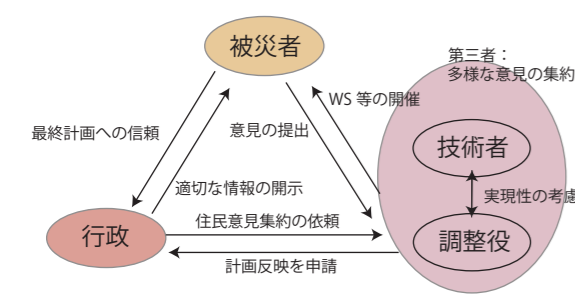 被災者
第三者：
多様な意見の集約
WS 等の開催
技術者
最終計画への信頼
意見の提出
適切な情報の開示
実現性の考慮
住民意見集約の依頼
行政
調整役
計画反映を申請